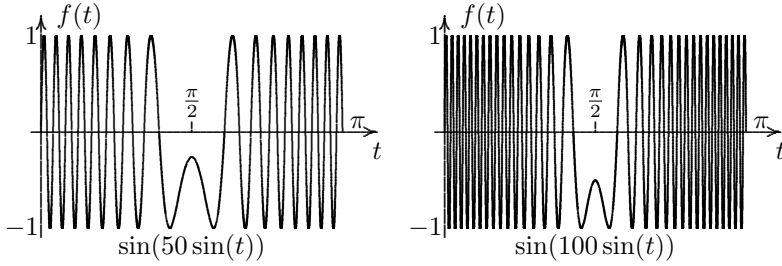 f(t)
1
π/2
π
t
−1
sin(50 sin(t))
f(t)
1
π/2
π
t
−1
sin(100 sin(t))